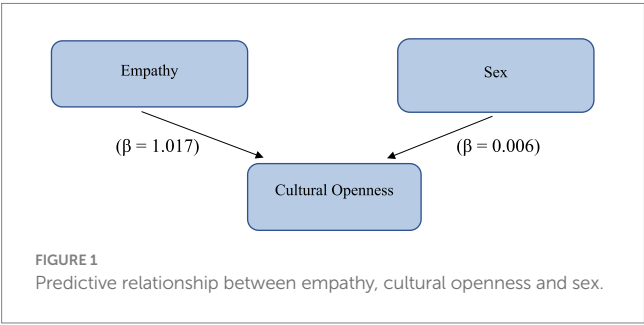 Empathy
Sex
(β = 1.017)
(β = 0.006)
Cultural Openness
FIGURE 1
Predictive relationship between empathy, cultural openness and sex.